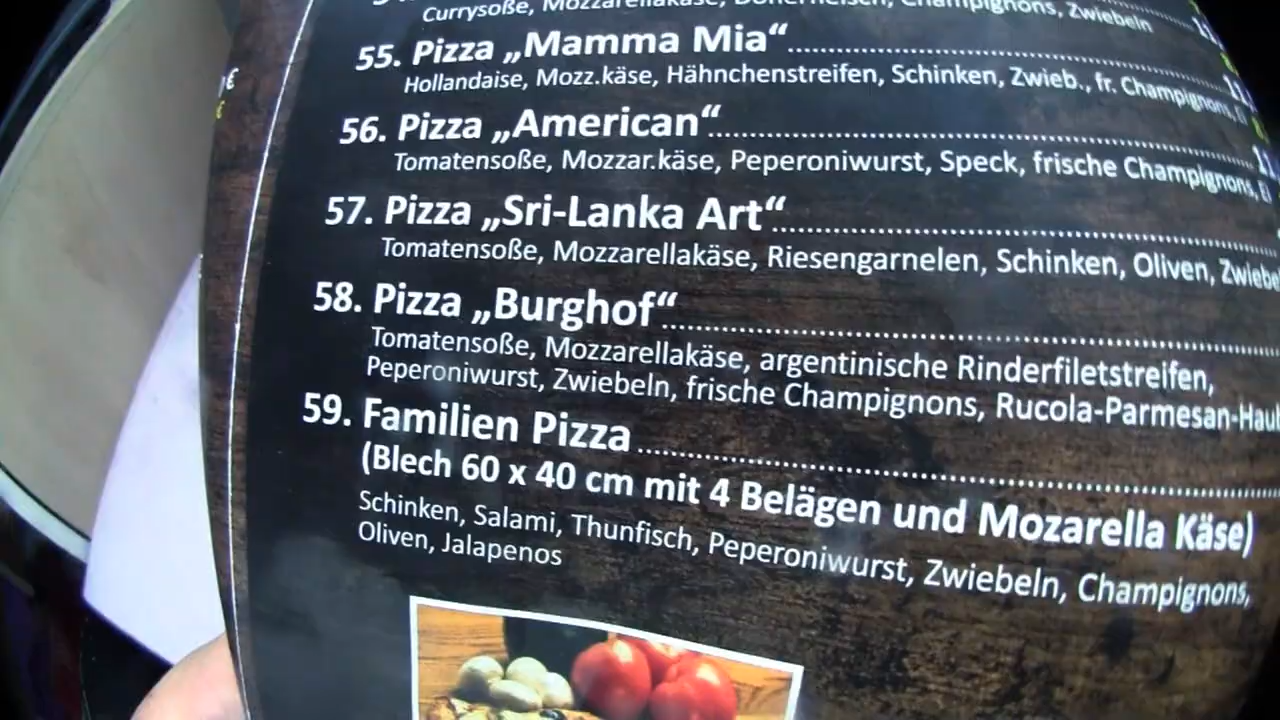 Currysoße, Mozzarellakäse, Dönerfleisch, Champignons, Zwiebeln
55. Pizza „Mamma Mia“
Hollandaise, Mozz.käse, Hähnchenstreifen, Schinken, Zwieb., fr. Champignons,
56. Pizza „American“
Tomatensoße, Mozzar.käse, Peperoniwurst, Speck, frische Champignons,
57. Pizza „Sri-Lanka Art“
Tomatensoße, Mozzarellakäse, Riesengarnelen, Schinken, Oliven, Zwiebe
58. Pizza „Burghof“
Tomatensoße, Mozzarellakäse, argentinische Rinderfiletstreifen,
Peperoniwurst, Zwiebeln, frische Champignons, Rucola-Parmesan-Hau
59. Familien Pizza
(Blech 60 x 40 cm mit 4 Belägen und Mozarella Käse)
Schinken, Salami, Thunfisch, Peperoniwurst, Zwiebeln, Champignons,
Oliven, Jalapenos